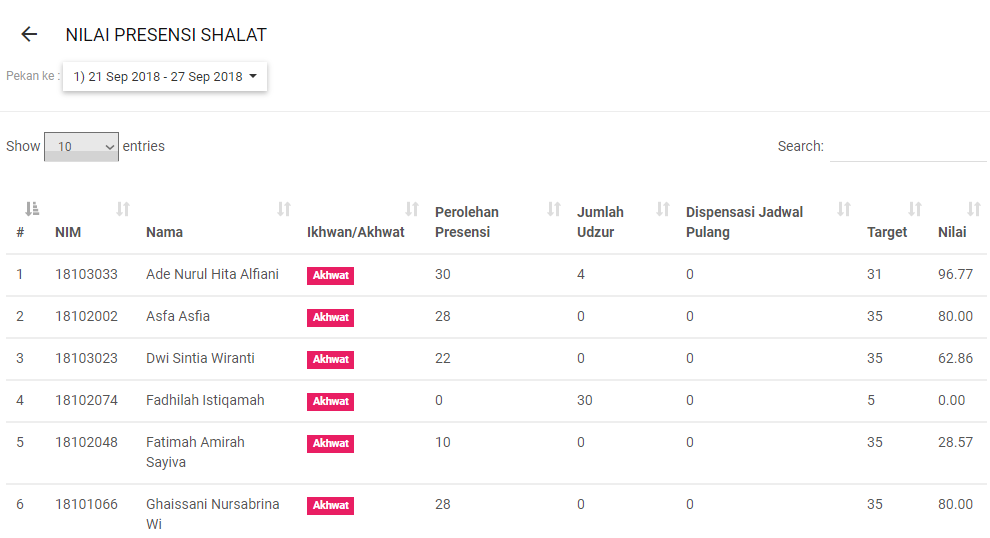 NILAI PRESENSI SHALAT
Pekan ke : 1) 21 Sep 2018 - 27 Sep 2018
Show 10 entries Search:
# NIM Nama Ikhwan/Akhwat Perolehan Presensi Jumlah Udzur Dispensasi Jadwal Pulang Target Nilai
1 18103033 Ade Nurul Hita Alfiani Akhwat 30 4 0 31 96.77
2 18102002 Asfa Asfia Akhwat 28 0 0 35 80.00
3 18103023 Dwi Sintia Wiranti Akhwat 22 0 0 35 62.86
4 18102074 Fadhilah Istiqamah Akhwat 0 30 0 5 0.00
5 18102048 Fatimah Amirah Sayiva Akhwat 10 0 0 35 28.57
6 18101066 Ghaissani Nursabrina Wi Akhwat 28 0 0 35 80.00